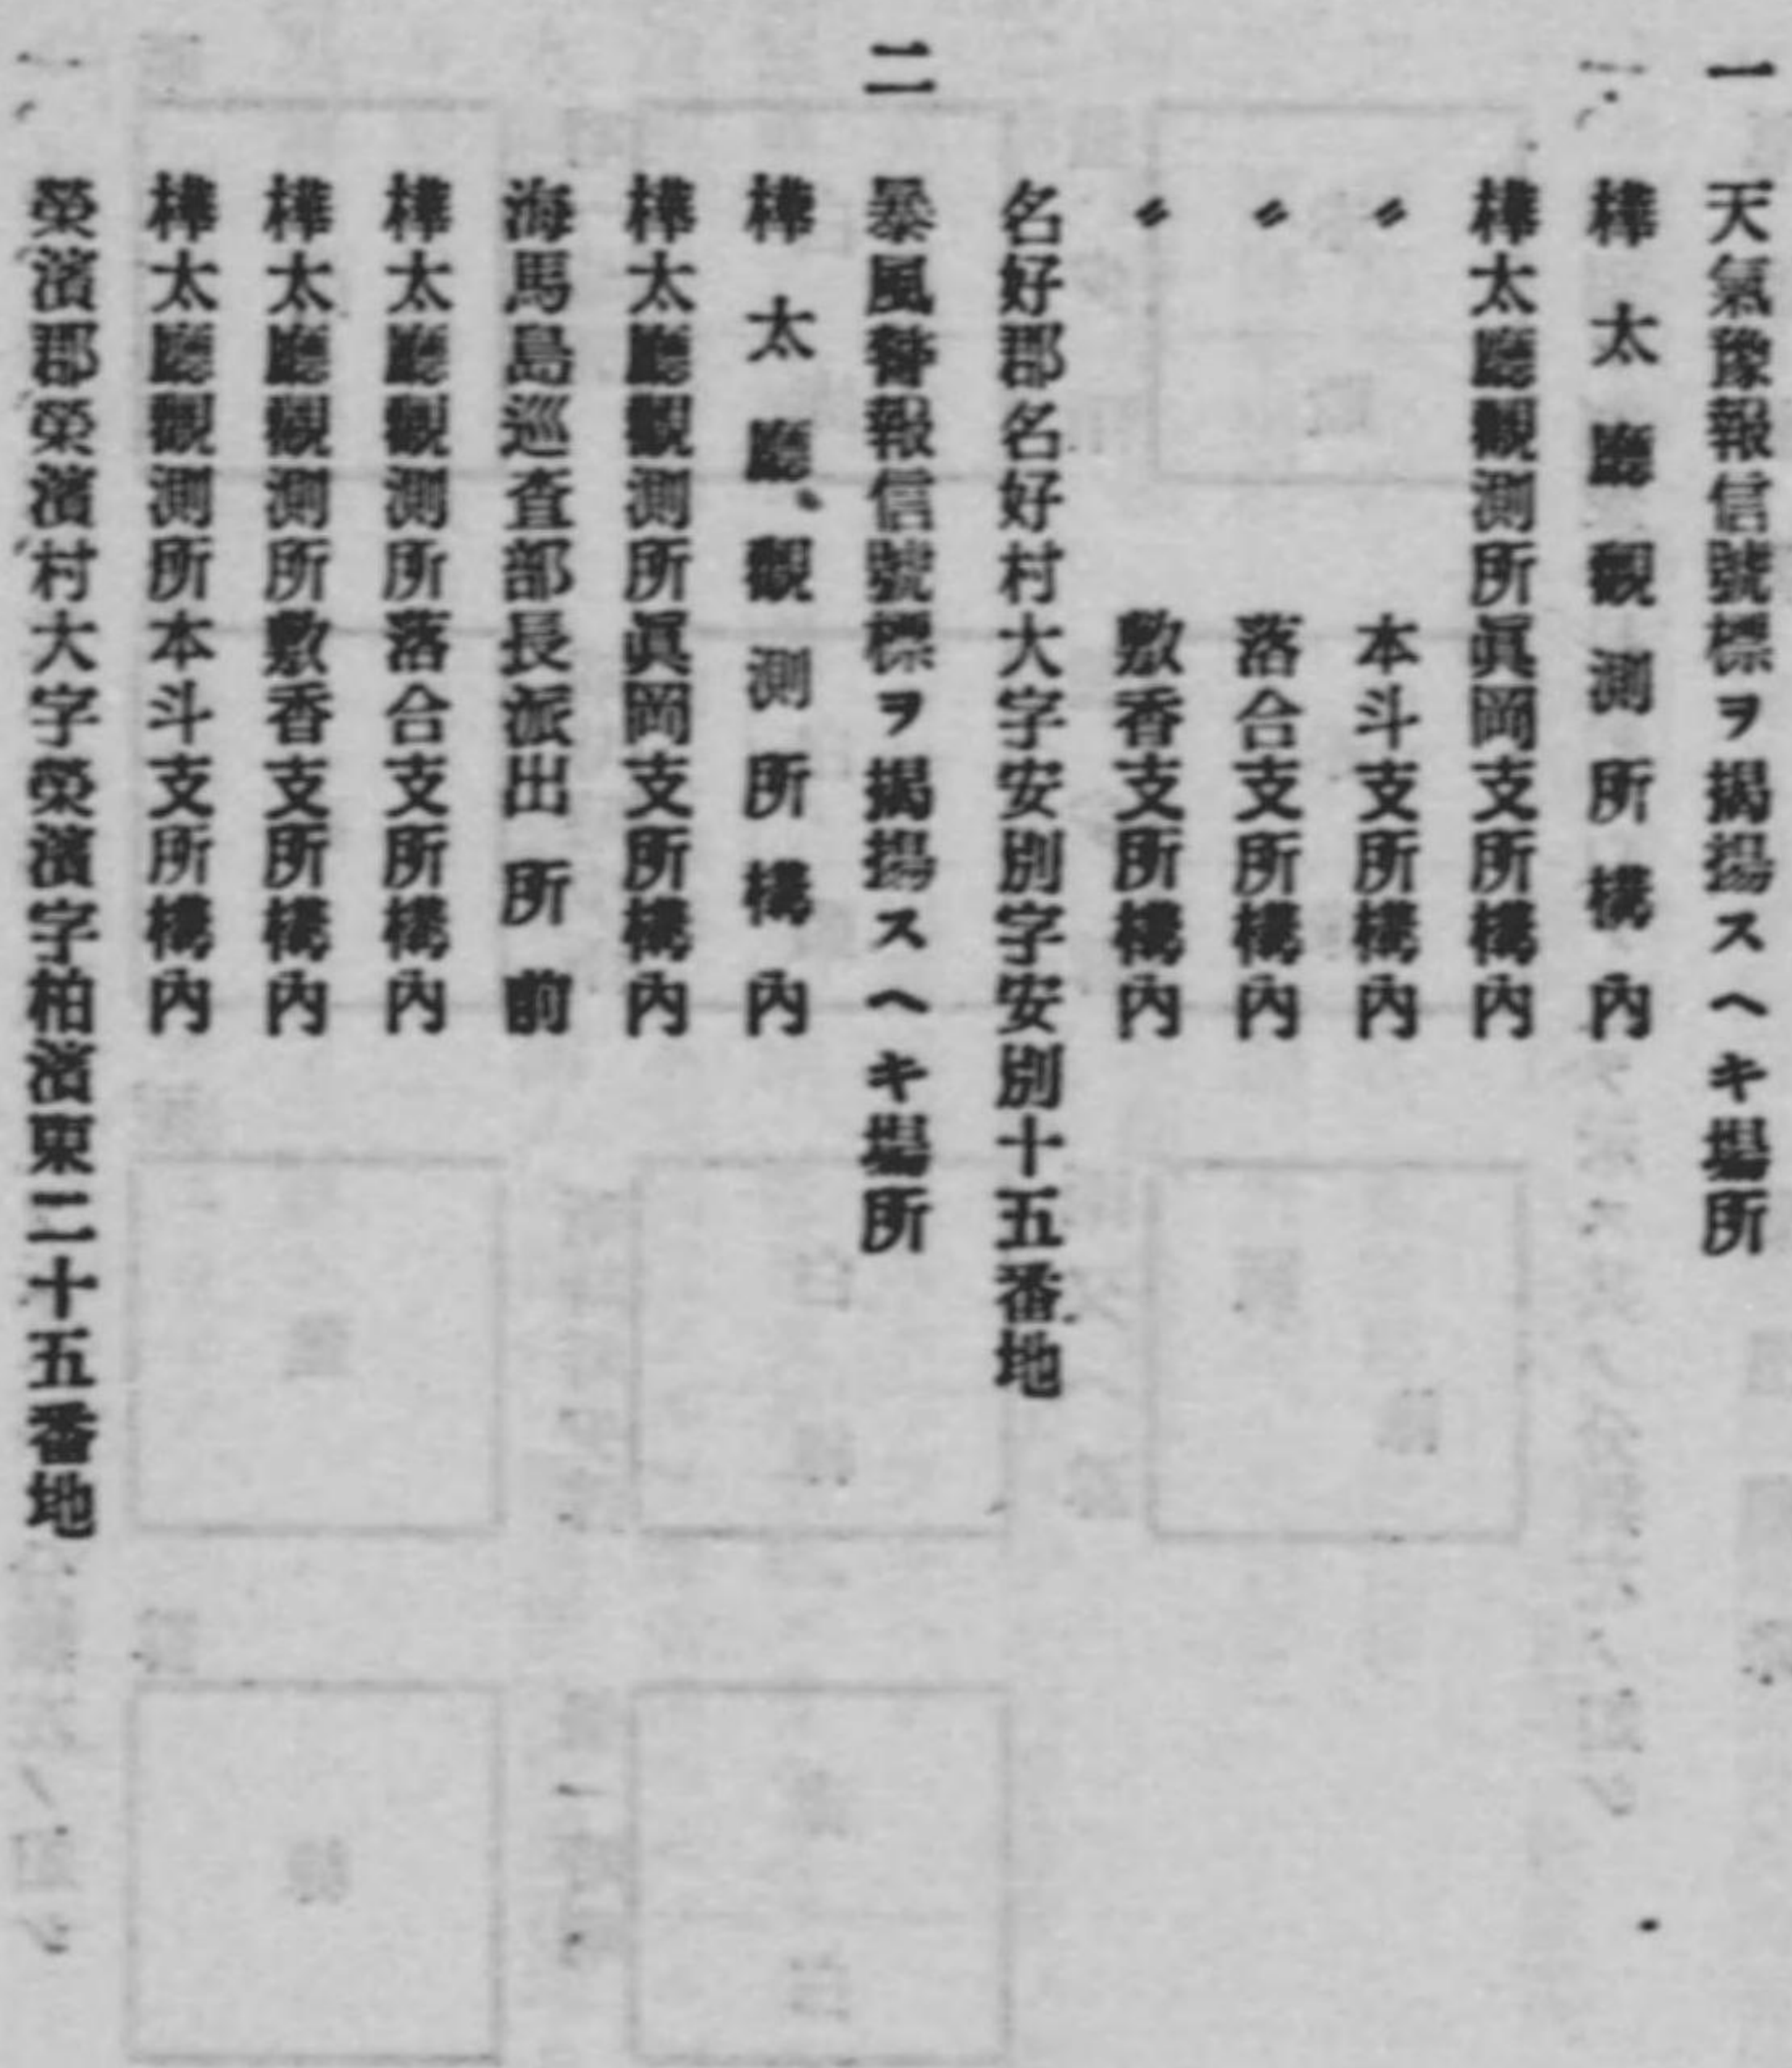 一 天氣豫報信號標ヲ揭揚スヘキ場所
樺太廳觀測所構內
樺太廳觀測所眞岡支所構內
〃 本斗支所構內
〃 落合支所構內
〃 敷香支所構內
名好郡名好村大字安別字安別十五番地
二 暴風警報信號標ヲ揭揚スヘキ場所
樺太廳觀測所構內
樺太廳觀測所眞岡支所構內
海馬島巡査部長派出所前
樺太廳觀測所落合支所構內
樺太廳觀測所敷香支所構內
樺太廳觀測所本斗支所構內
榮濱郡榮濱村大字榮濱字柏濱東二十五番地